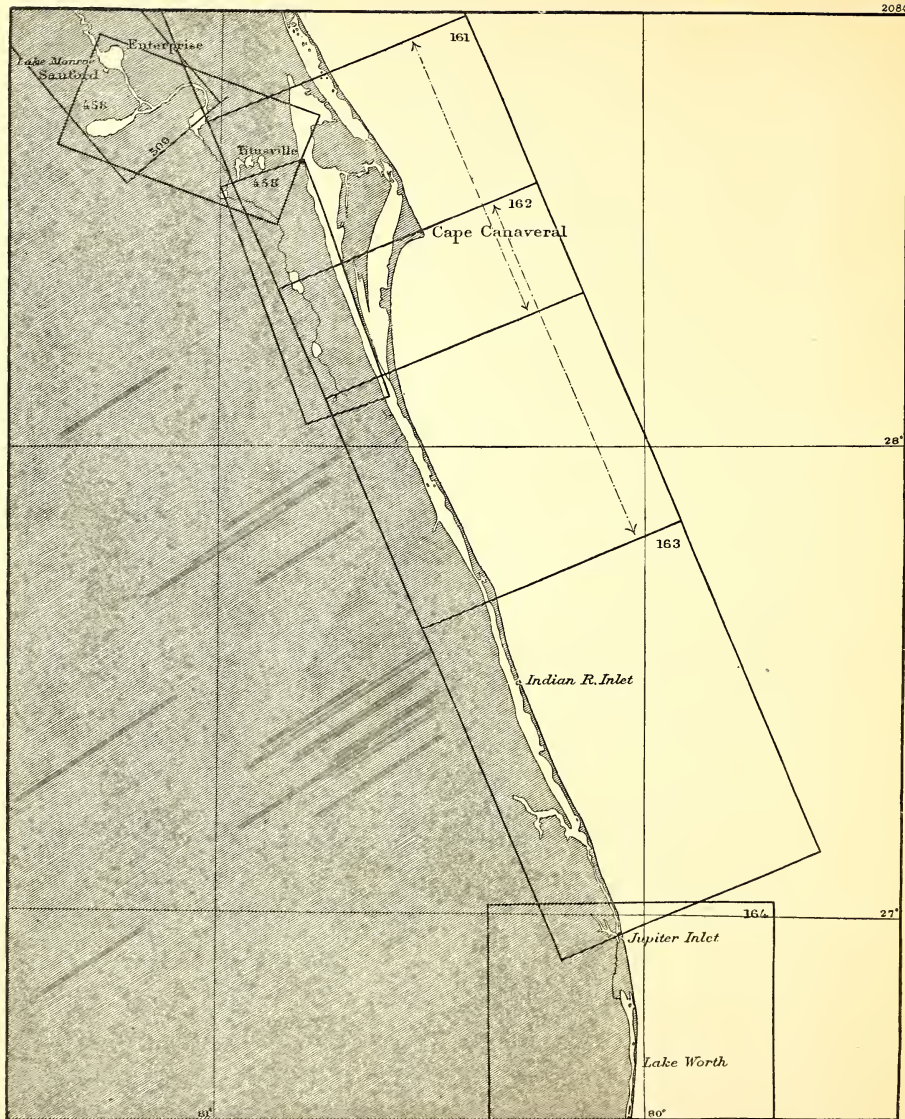 2084
161
Enterprise
Lake Monroe
Sanford
458
509
Titusville
458
162
Cape Canaveral
28°
163
Indian R. Inlet
164
27°
Jupiter Inlet
Lake Worth
81°
80°